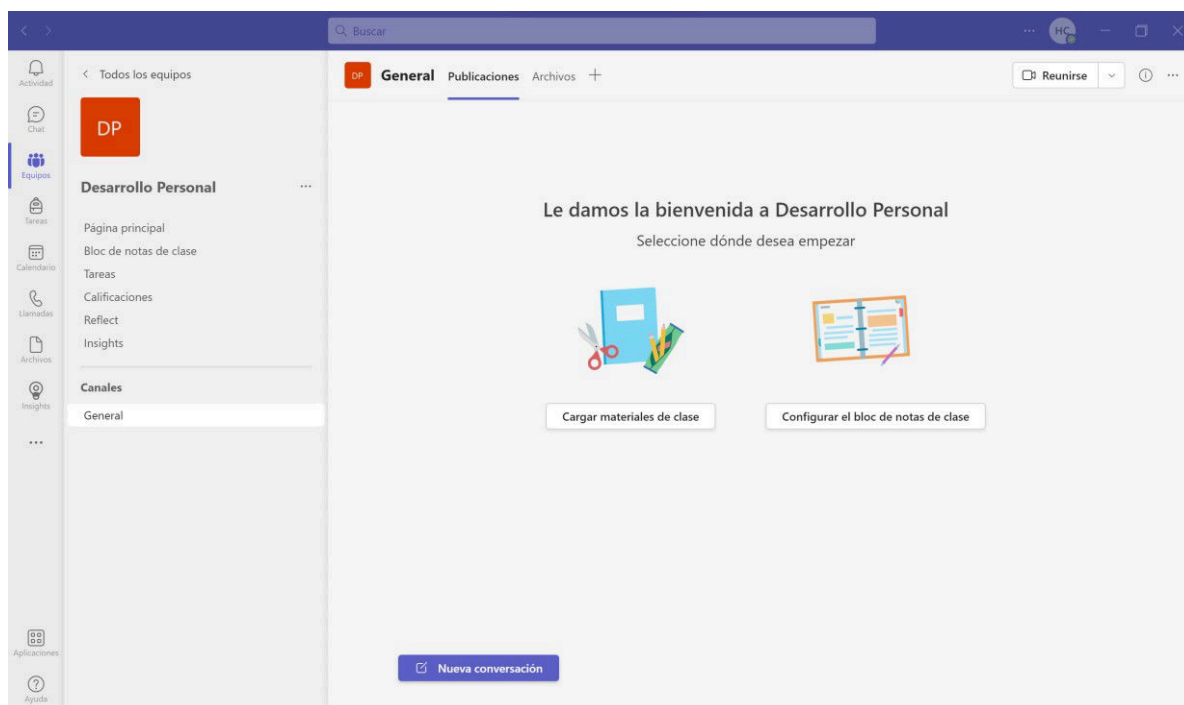 Buscar
HC
Actividad
Chat
Equipos
Tareas
Calendario
Llamadas
Archivos
Insights
Aplicaciones
Ayuda
Todos los equipos
DP
Desarrollo Personal
Página principal
Bloc de notas de clase
Tareas
Calificaciones
Reflect
Insights
Canales
General
DP General Publicaciones Archivos
Reunirse
Le damos la bienvenida a Desarrollo Personal
Seleccione dónde desea empezar
Cargar materiales de clase
Configurar el bloc de notas de clase
Nueva conversación